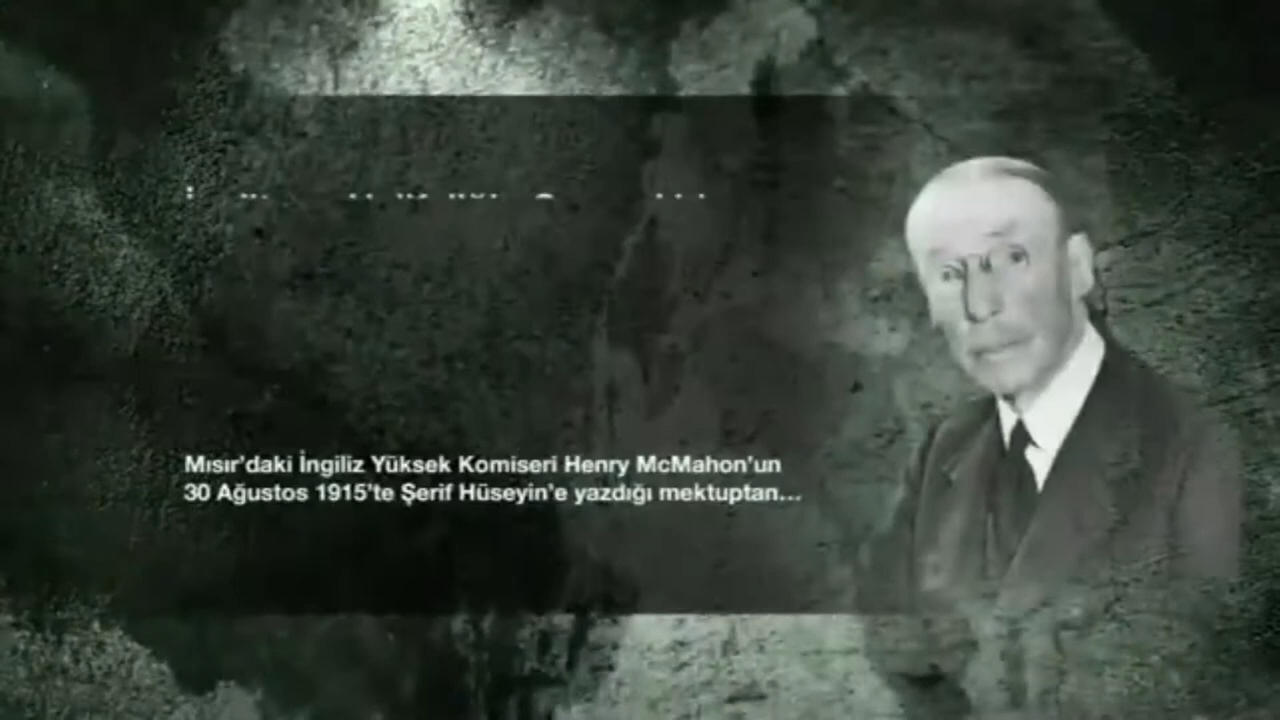 Mısır'daki İngiliz Yüksek Komiseri Henry McMahon'un
30 Ağustos 1915'te Şerif Hüseyin'e yazdığı mektuptan...